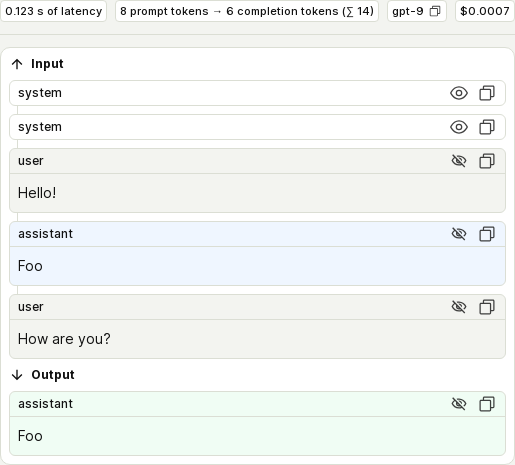 0.123 s of latency
8 prompt tokens → 6 completion tokens (∑ 14)
gpt-9
$0.0007
Input
system
system
user
Hello!
assistant
Foo
user
How are you?
Output
assistant
Foo